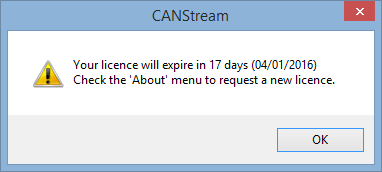 CANStream
Your licence will expire in 17 days (04/01/2016)
Check the 'About' menu to request a new licence.
OK